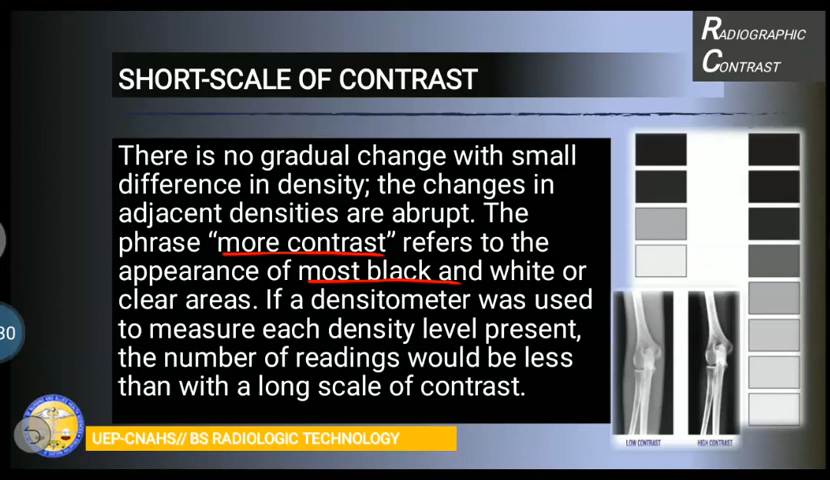 RADIOGRAPHIC
CONTRAST
SHORT-SCALE OF CONTRAST
There is no gradual change with small
difference in density; the changes in
adjacent densities are abrupt. The
phrase “more contrast” refers to the
appearance of most black and white or
clear areas. If a densitometer was used
to measure each density level present,
the number of readings would be less
than with a long scale of contrast.
LOW CONTRAST
HIGH CONTRAST
30
UEP-CNAHS// BS RADIOLOGIC TECHNOLOGY